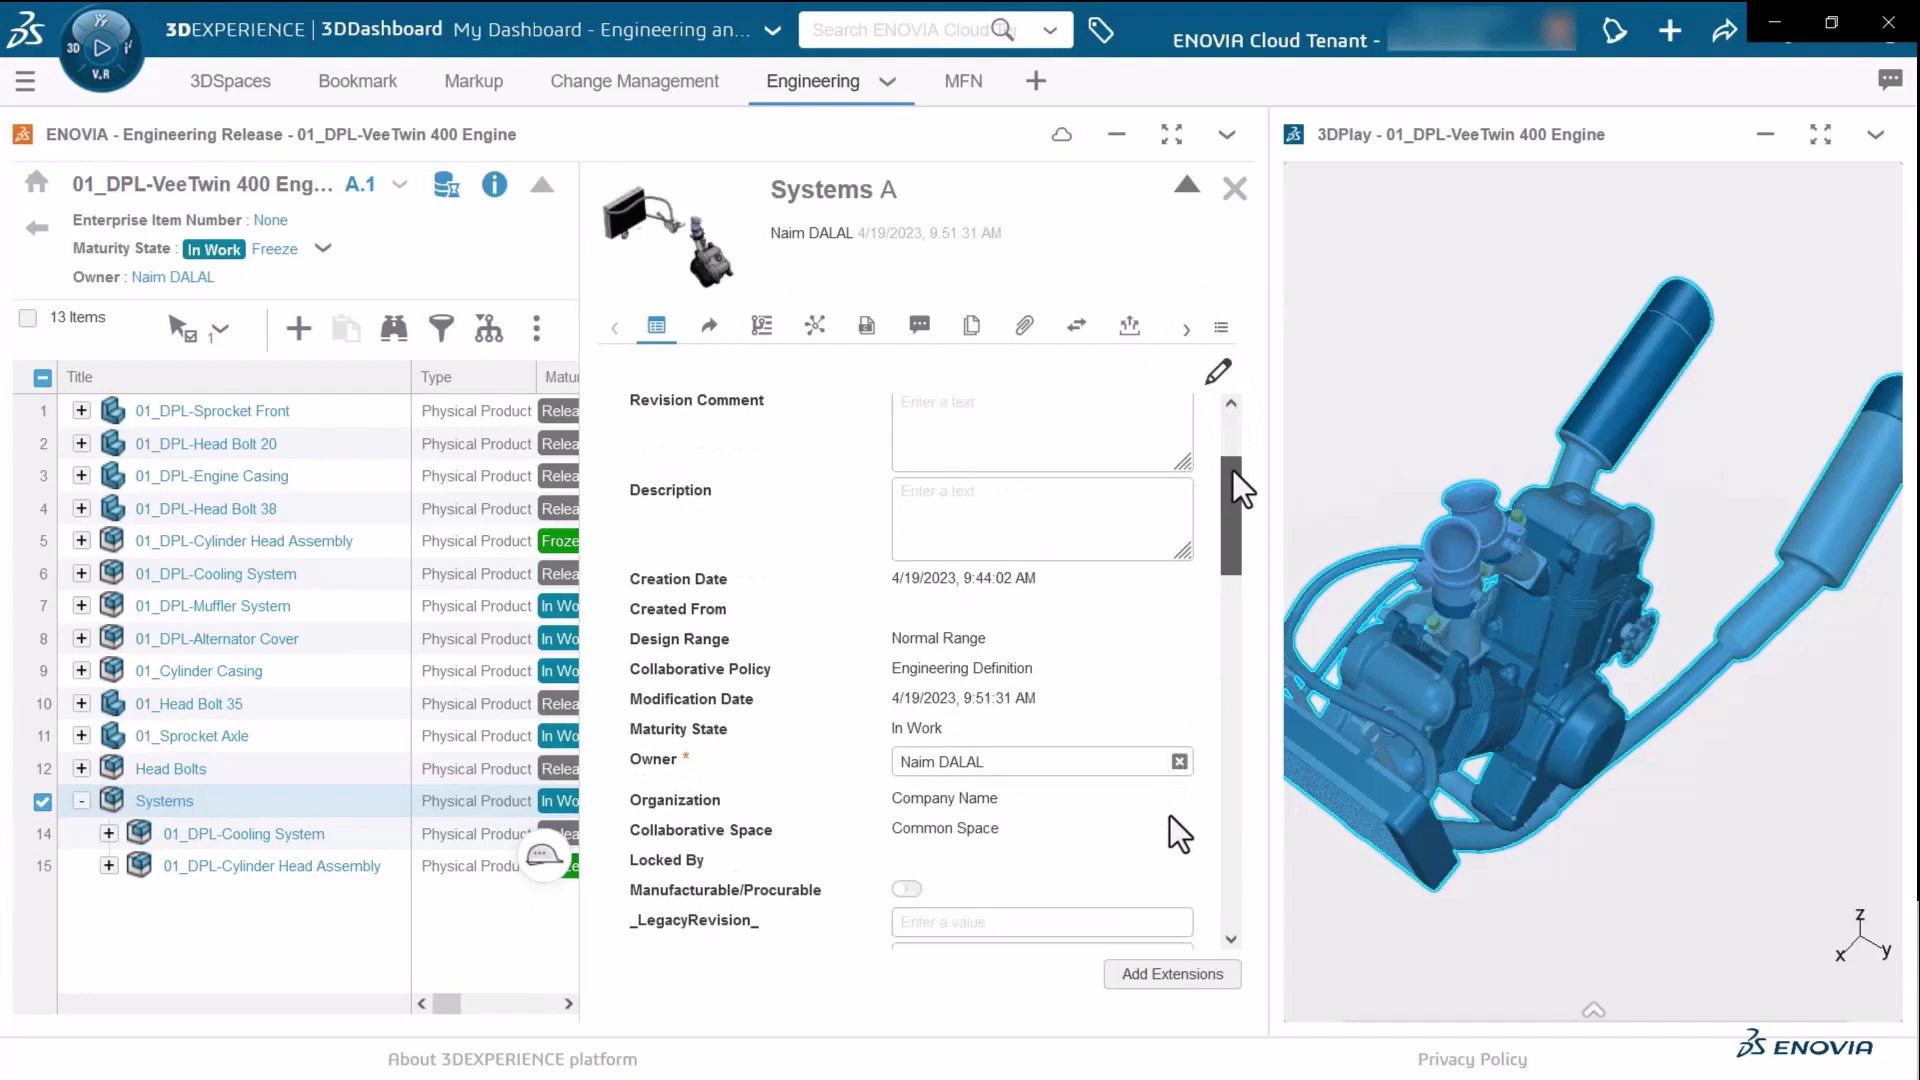 3DEXPERIENCE | 3DDashboard My Dashboard - Engineering an...
Search ENOVIA Cloud
ENOVIA Cloud Tenant -
3D
V.R
3DSpaces Bookmark Markup Change Management Engineering MFN
ENOVIA - Engineering Release - 01_DPL-VeeTwin 400 Engine
3DPlay - 01_DPL-VeeTwin 400 Engine
01_DPL-VeeTwin 400 Eng... A.1
Enterprise Item Number : None
Maturity State : In Work Freeze
Owner : Naim DALAL
13 Items
1
Title Type Matu
1 01_DPL-Sprocket Front Physical Product Relea
2 01_DPL-Head Bolt 20 Physical Product Relea
3 01_DPL-Engine Casing Physical Product Relea
4 01_DPL-Head Bolt 38 Physical Product Relea
5 01_DPL-Cylinder Head Assembly Physical Product Froze
6 01_DPL-Cooling System Physical Product Relea
7 01_DPL-Muffler System Physical Product In Wo
8 01_DPL-Alternator Cover Physical Product In Wo
9 01_Cylinder Casing Physical Product In Wo
10 01_Head Bolt 35 Physical Product Relea
11 01_Sprocket Axle Physical Product In Wo
12 Head Bolts Physical Product Relea
Systems Physical Product In Wo
14 01_DPL-Cooling System Physical Produc
15 01_DPL-Cylinder Head Assembly Physical Produ
Systems A
Naim DALAL 4/19/2023, 9:51:31 AM
Revision Comment Enter a text
Description Enter a text
Creation Date 4/19/2023, 9:44:02 AM
Created From
Design Range Normal Range
Collaborative Policy Engineering Definition
Modification Date 4/19/2023, 9:51:31 AM
Maturity State In Work
Owner * Naim DALAL
Organization Company Name
Collaborative Space Common Space
Locked By
Manufacturable/Procurable
_LegacyRevision_ Enter a value
Add Extensions
z
x y
About 3DEXPERIENCE platform
Privacy Policy
ENOVIA